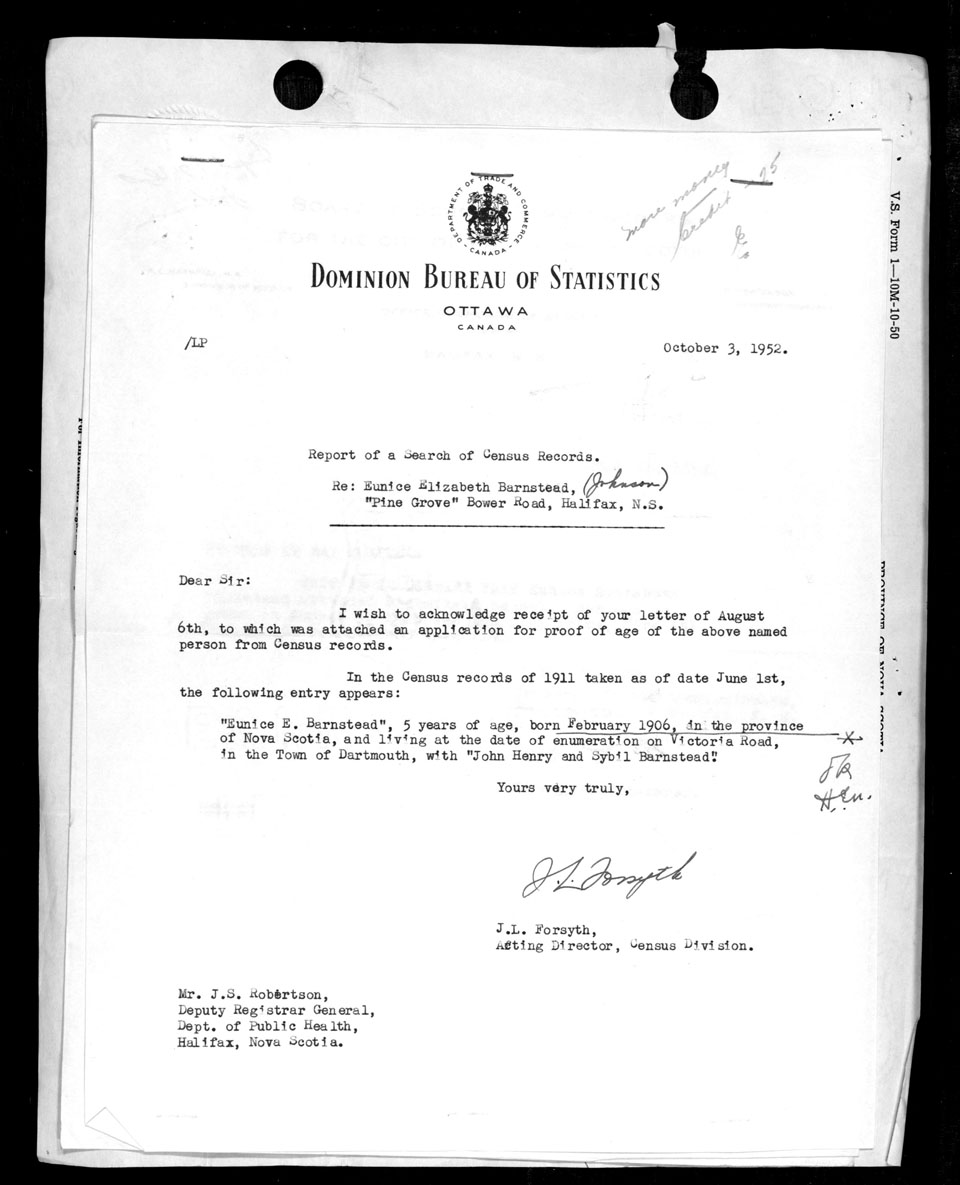 more money
Credit .25
DEPARTMENT OF TRADE AND COMMERCE
CANADA
DOMINION BUREAU OF STATISTICS
OTTAWA
CANADA
V.S. Form 1—10M-10-50
/LP
October 3, 1952.
Report of a Search of Census Records.
Re: Eunice Elizabeth Barnstead, (Johnson)
"Pine Grove" Bower Road, Halifax, N.S.
Dear Sir:
I wish to acknowledge receipt of your letter of August
6th, to which was attached an application for proof of age of the above named
person from Census records.
In the Census records of 1911 taken as of date June 1st,
the following entry appears:
"Eunice E. Barnstead", 5 years of age, born February 1906, in the province
of Nova Scotia, and living at the date of enumeration on Victoria Road,
in the Town of Dartmouth, with "John Henry and Sybil Barnstead".
Yours very truly,
J.L. Forsyth
J.L. Forsyth,
Acting Director, Census Division.
Mr. J.S. Robertson,
Deputy Registrar General,
Dept. of Public Health,
Halifax, Nova Scotia.